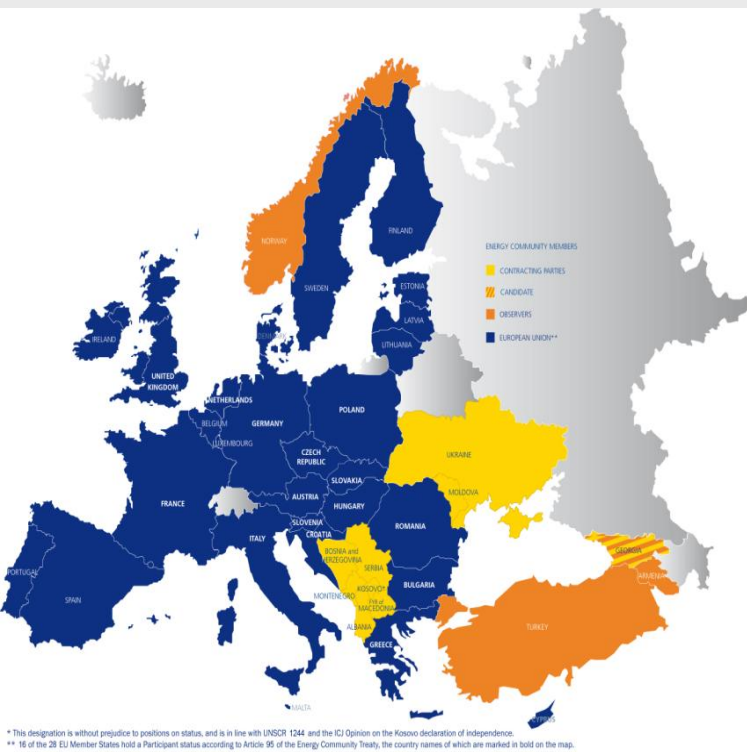 NORWAY
FINLAND
SWEDEN
ENERGY COMMUNITY MEMBERS
CONTRACTING PARTIES
CANDIDATE
OBSERVERS
EUROPEAN UNION**
ESTONIA
LATVIA
LITHUANIA
IRELAND
UNITED
KINGDOM
DENMARK
NETHERLANDS
BELGIUM
LUXEMBOURG
GERMANY
POLAND
CZECH
REPUBLIC
SLOVAKIA
UKRAINE
MOLDOVA
FRANCE
AUSTRIA
HUNGARY
SLOVENIA
CROATIA
ITALY
ROMANIA
BOSNIA and
HERZEGOVINA
SERBIA
GEORGIA
ARMENIA
PORTUGAL
SPAIN
MONTENEGRO
KOSOVO*
FYR of
MACEDONIA
BULGARIA
ALBANIA
GREECE
TURKEY
MALTA
CYPRUS
* This designation is without prejudice to positions on status, and is in line with UNSCR 1244 and the ICJ Opinion on the Kosovo declaration of independence.
** 16 of the 28 EU Member States hold a Participant status according to Article 95 of the Energy Community Treaty, the country names of which are marked in bold on the map.